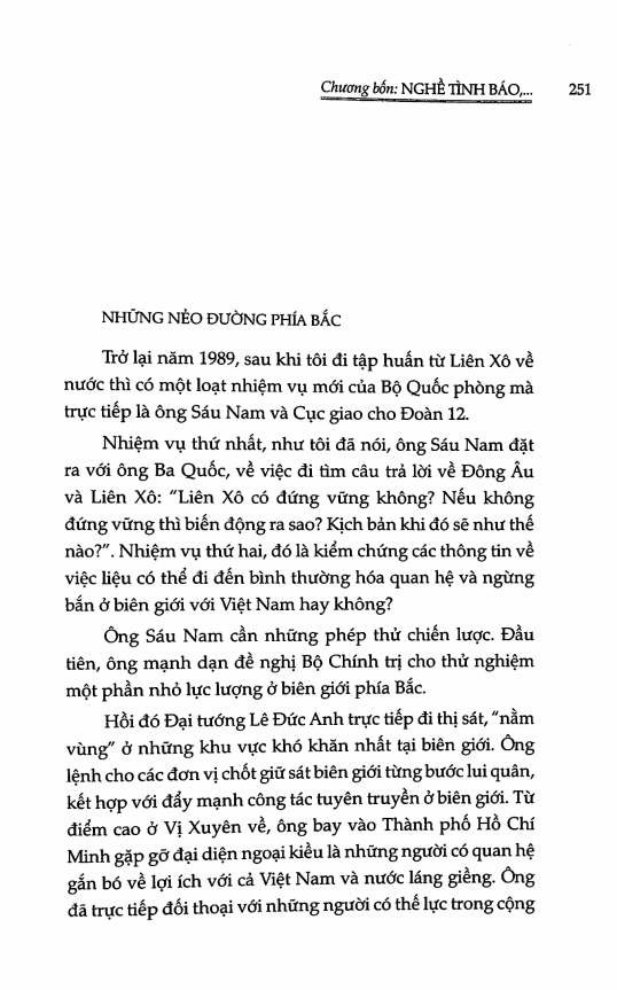 Chương bốn: NGHỀ TÌNH BÁO,... 251
NHỮNG NẺO ĐƯỜNG PHÍA BẮC
Trở lại năm 1989, sau khi tôi đi tập huấn từ Liên Xô về
nước thì có một loạt nhiệm vụ mới của Bộ Quốc phòng mà
trực tiếp là ông Sáu Nam và Cục giao cho Đoàn 12.
Nhiệm vụ thứ nhất, như tôi đã nói, ông Sáu Nam đặt
ra với ông Ba Quốc, về việc đi tìm câu trả lời về Đông Âu
và Liên Xô: "Liên Xô có đứng vững không? Nếu không
đứng vững thì biến động ra sao? Kịch bản khi đó sẽ như thế
nào?". Nhiệm vụ thứ hai, đó là kiểm chứng các thông tin về
việc liệu có thể đi đến bình thường hóa quan hệ và ngừng
bắn ở biên giới với Việt Nam hay không?
Ông Sáu Nam cần những phép thử chiến lược. Đầu
tiên, ông mạnh dạn đề nghị Bộ Chính trị cho thử nghiệm
một phần nhỏ lực lượng ở biên giới phía Bắc.
Hồi đó Đại tướng Lê Đức Anh trực tiếp đi thị sát, "nằm
vùng" ở những khu vực khó khăn nhất tại biên giới. Ông
lệnh cho các đơn vị chốt giữ sát biên giới từng bước lui quân,
kết hợp với đẩy mạnh công tác tuyên truyền ở biên giới. Từ
điểm cao ở Vị Xuyên về, ông bay vào Thành phố Hồ Chí
Minh gặp gỡ đại diện ngoại kiều là những người có quan hệ
gắn bó về lợi ích với cả Việt Nam và nước láng giềng. Ông
đã trực tiếp đối thoại với những người có thế lực trong cộng